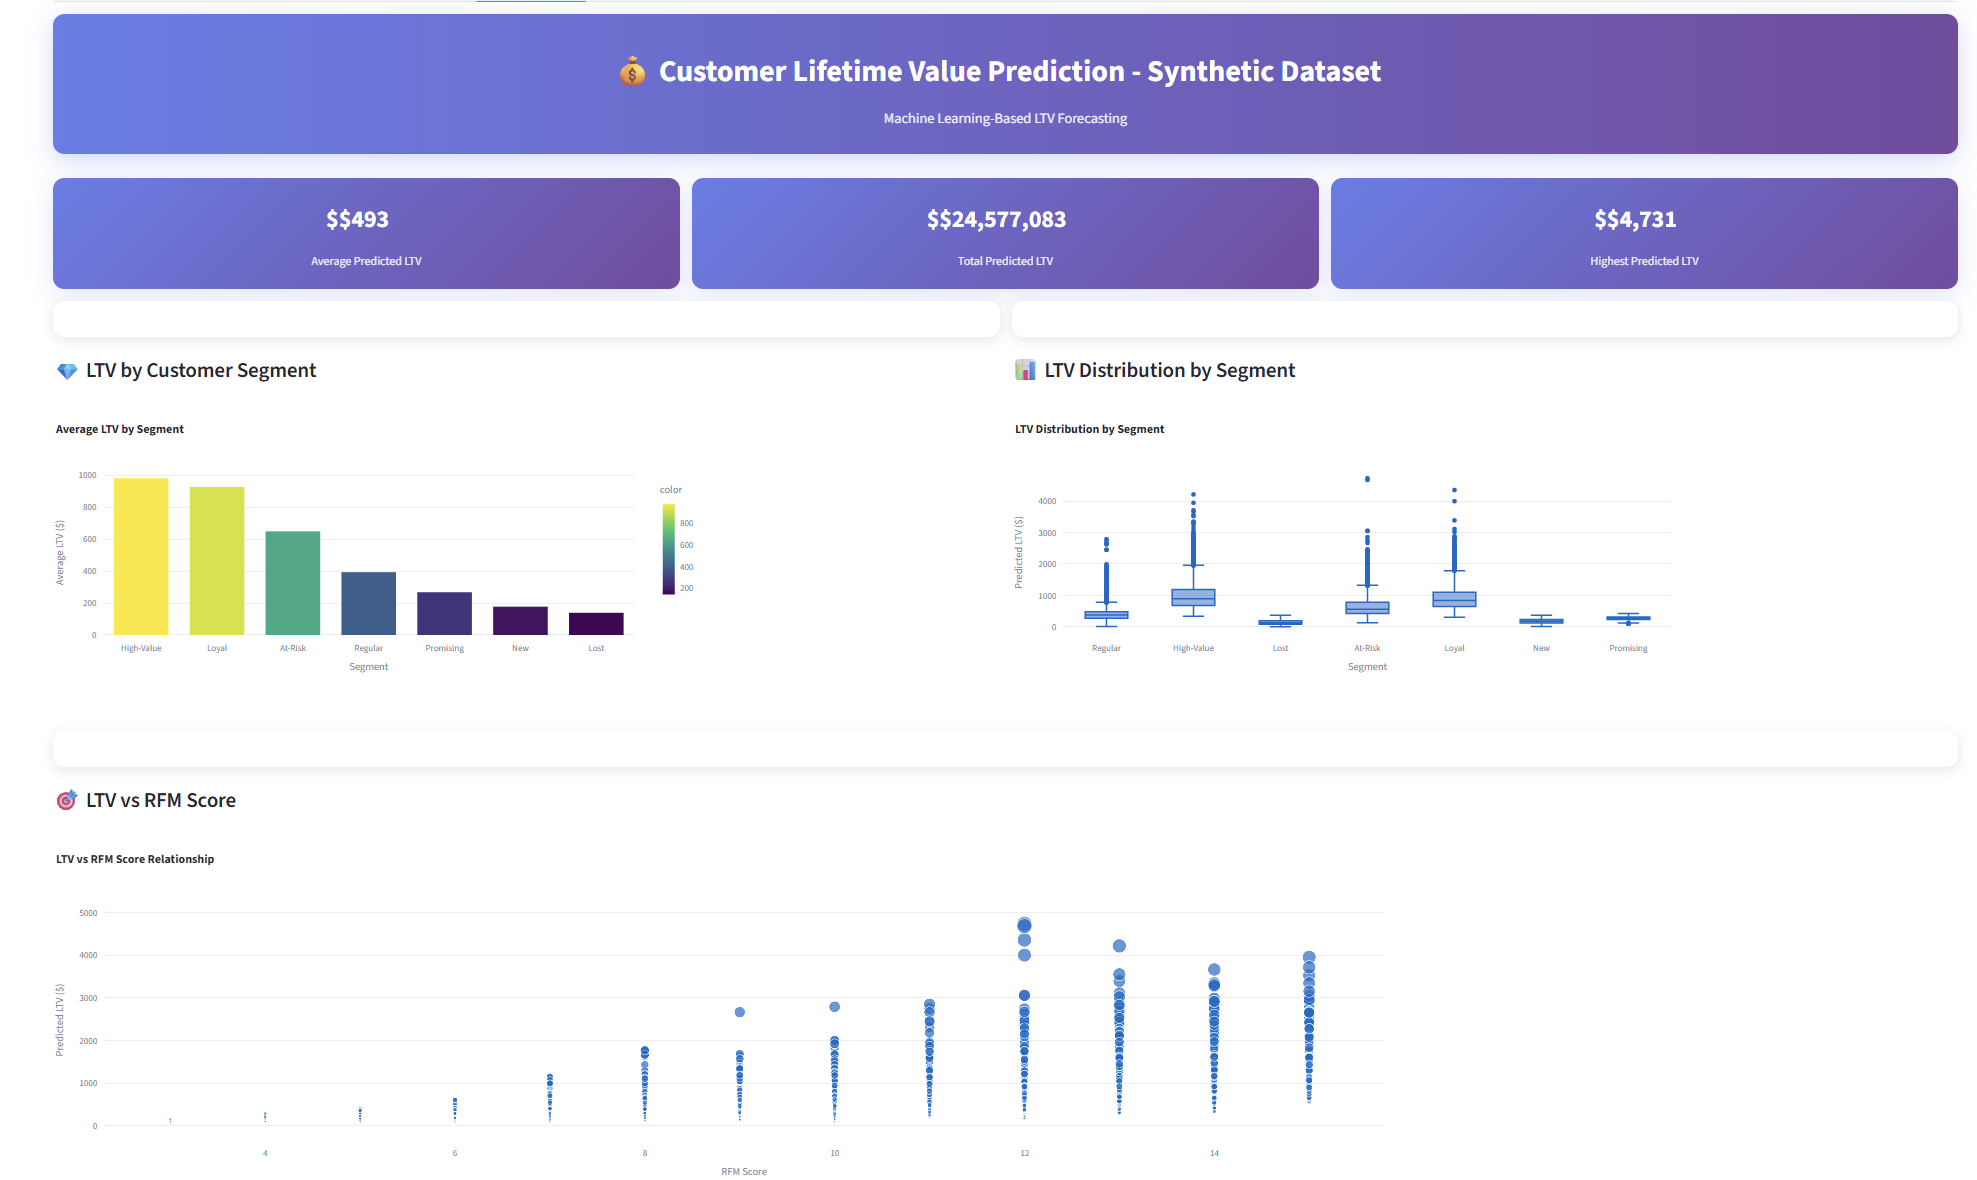 💰 Customer Lifetime Value Prediction - Synthetic Dataset
Machine Learning-Based LTV Forecasting
$$493
Average Predicted LTV
$$24,577,083
Total Predicted LTV
$$4,731
Highest Predicted LTV
💎 LTV by Customer Segment
Average LTV by Segment
Average LTV ($)
1000
800
600
400
200
0
High-Value Loyal At-Risk Regular Promising New Lost
Segment
color
800
600
400
200
📊 LTV Distribution by Segment
LTV Distribution by Segment
Predicted LTV ($)
4000
3000
2000
1000
0
Regular High-Value Lost At-Risk Loyal New Promising
Segment
🎯 LTV vs RFM Score
LTV vs RFM Score Relationship
Predicted LTV ($)
5000
4000
3000
2000
1000
0
4 6 8 10 12 14
RFM Score